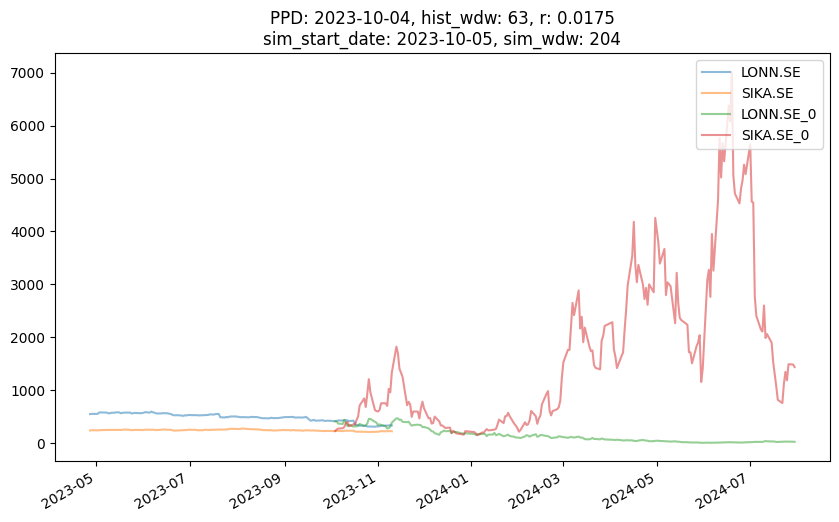 PPD: 2023-10-04, hist_wdw: 63, r: 0.0175
sim_start_date: 2023-10-05, sim_wdw: 204
LONN.SE
SIKA.SE
LONN.SE_0
SIKA.SE_0
7000
6000
5000
4000
3000
2000
1000
0
2023-05
2023-07
2023-09
2023-11
2024-01
2024-03
2024-05
2024-07